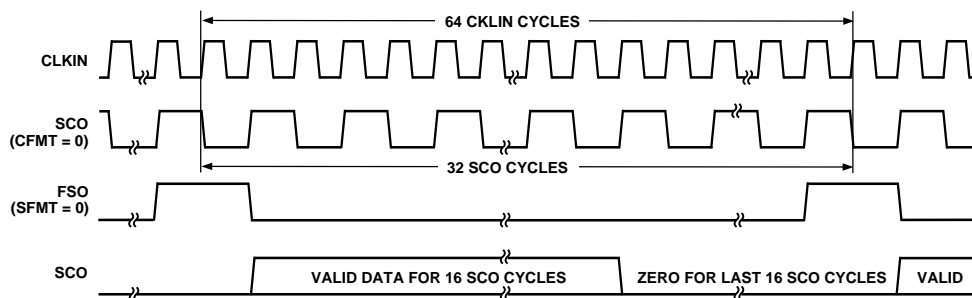 64 CKLIN CYCLES
CLKIN
SCO
(CFMT = 0)
32 SCO CYCLES
FSO
(SFMT = 0)
SCO
VALID DATA FOR 16 SCO CYCLES
ZERO FOR LAST 16 SCO CYCLES
VALID